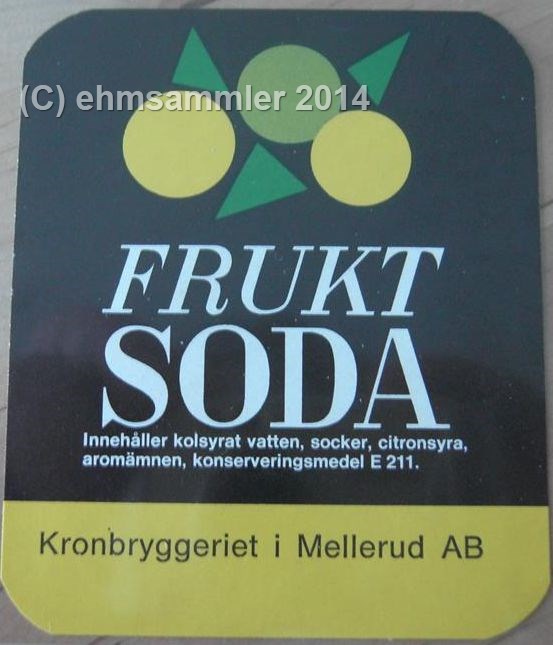 (C) ehmsammler 2014
FRUKT
SODA
Innehåller kolsyrat vatten, socker, citronsyra,
aromämnen, konserveringsmedel E 211.
Kronbryggeriet i Mellerud AB